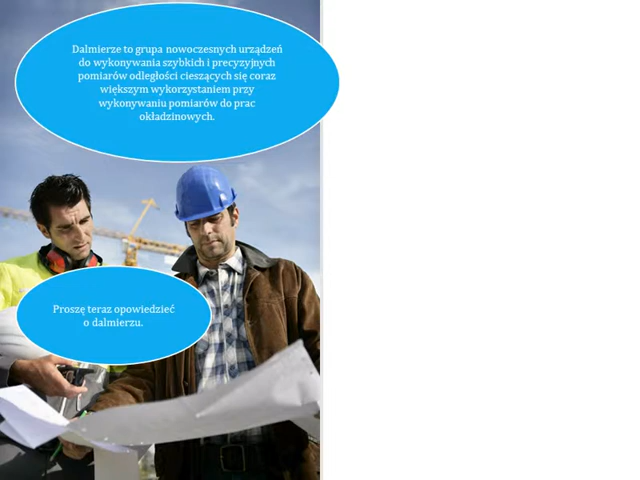 Dalmierze to grupa nowoczesnych urządzeń
do wykonywania szybkich i precyzyjnych
pomiarów odległości cieszących się coraz
większym wykorzystaniem przy
wykonywaniu pomiarów do prac
okładzinowych.
Proszę teraz opowiedzieć
o dalmierzu.